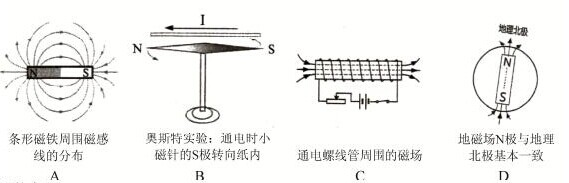 I
地理北极
N S
N S
N
S
条形磁铁周围磁感
线的分布
A
奥斯特实验：通电时小
磁针的S极转向纸内
B
通电螺线管周围的磁场
C
地磁场N极与地理
北极基本一致
D